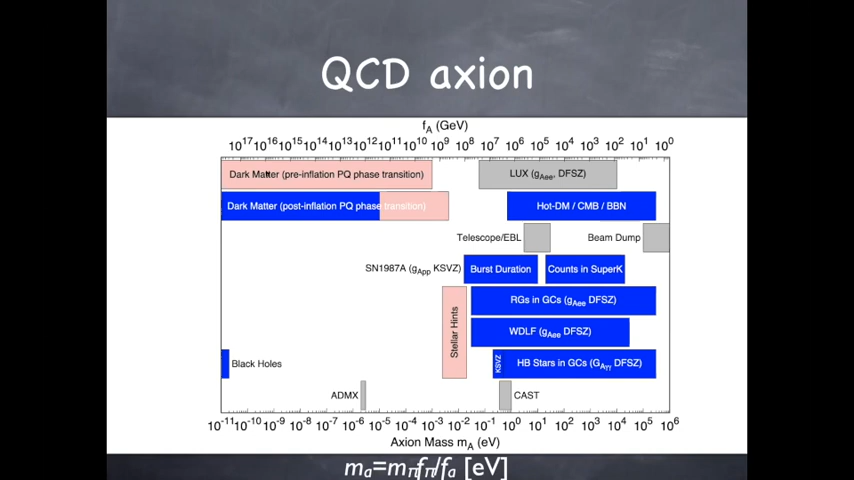 QCD axion
f_A (GeV)
10^17 10^16 10^15 10^14 10^13 10^12 10^11 10^10 10^9 10^8 10^7 10^6 10^5 10^4 10^3 10^2 10^1 10^0
Dark Matter (pre-inflation PQ phase transition)
LUX (g_Aee, DFSZ)
Dark Matter (post-inflation PQ phase transition)
Hot-DM / CMB / BBN
Telescope/EBL
Beam Dump
SN1987A (g_App KSVZ)
Burst Duration
Counts in SuperK
RGs in GCs (g_Aee DFSZ)
Stellar Hints
WDLF (g_Aee DFSZ)
Black Holes
KSVZ
HB Stars in GCs (G_Aγγ DFSZ)
ADMX
CAST
10^-11 10^-10 10^-9 10^-8 10^-7 10^-6 10^-5 10^-4 10^-3 10^-2 10^-1 10^0 10^1 10^2 10^3 10^4 10^5 10^6
Axion Mass m_A (eV)
m_a=m_πf_π/f_a [eV]